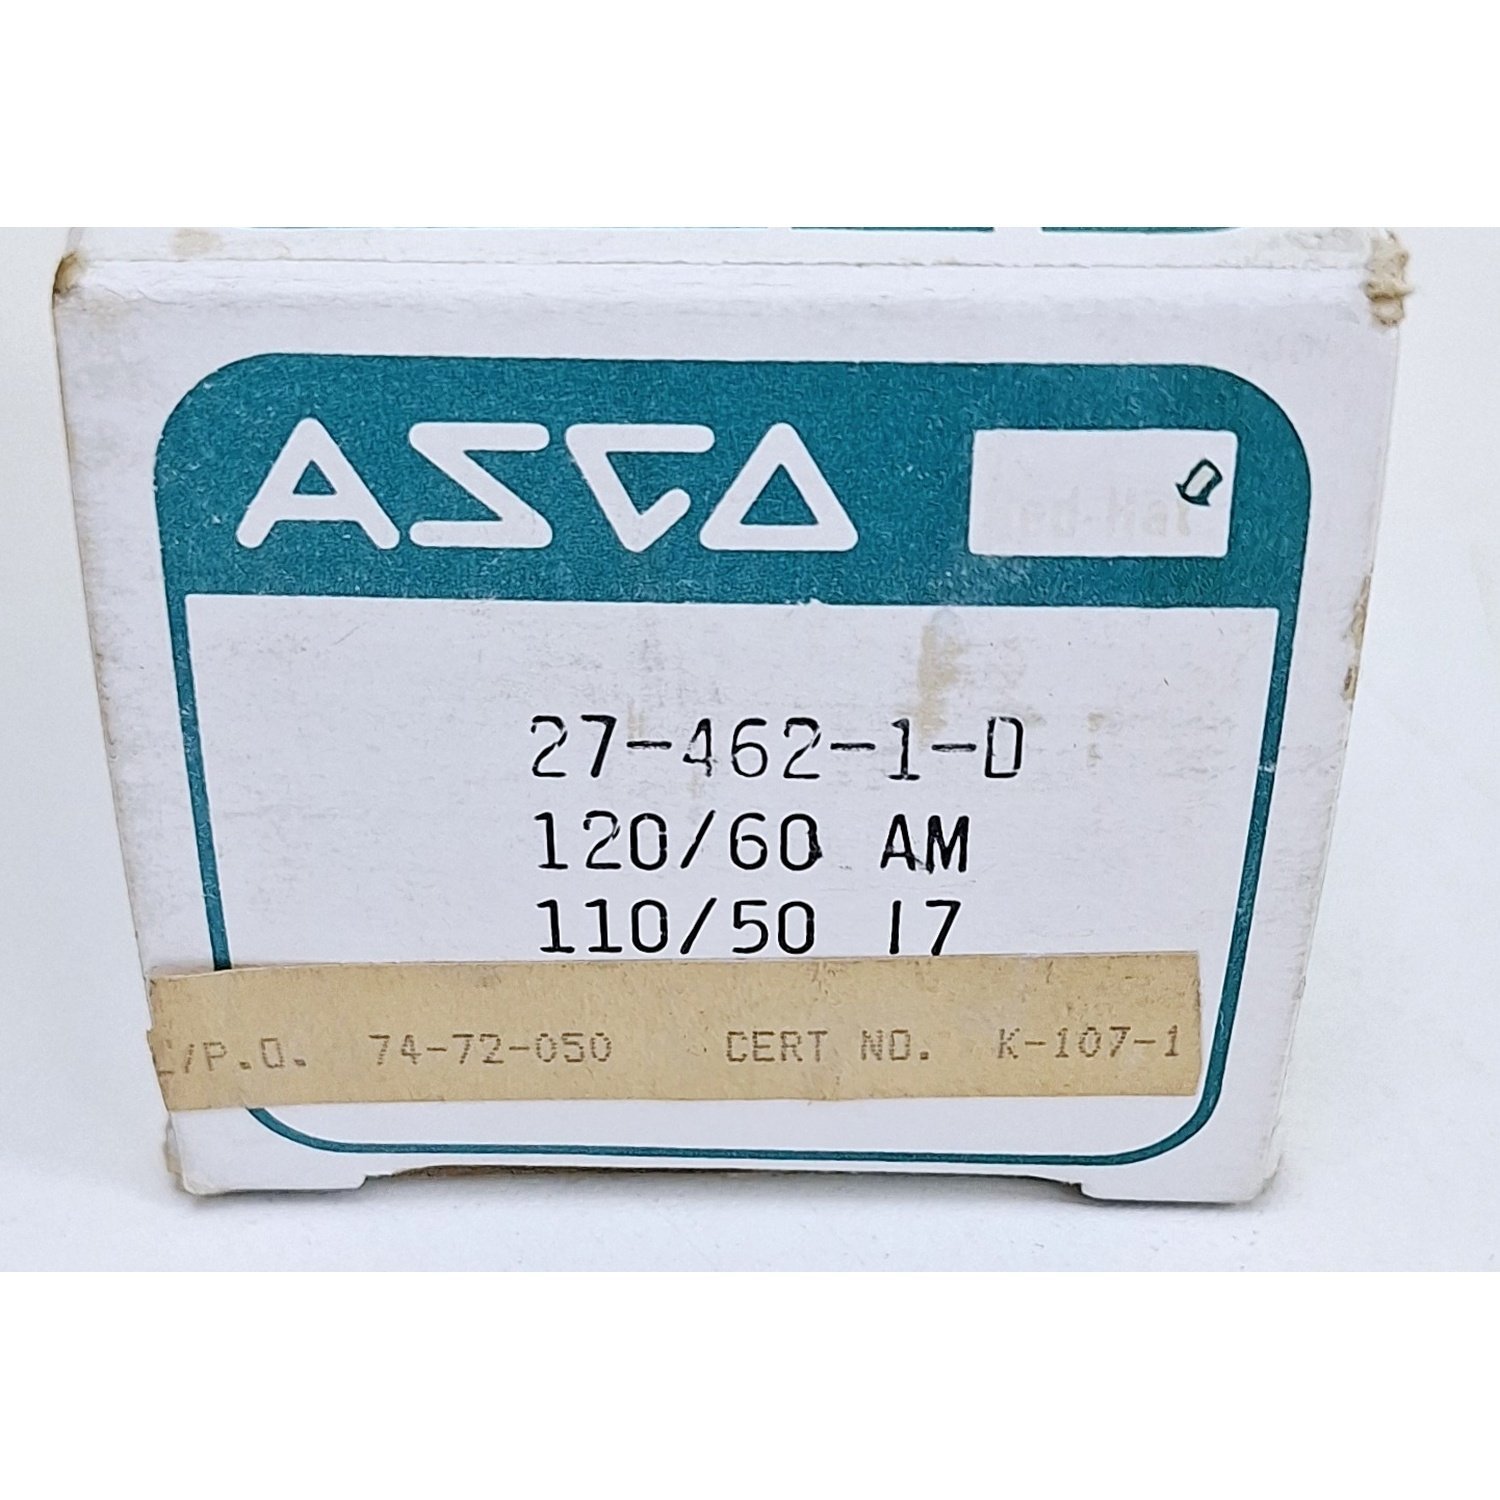 ASCO
27-462-1-D
120/60 AM
110/50 17
P.O. 74-72-050 CERT NO. K-107-1